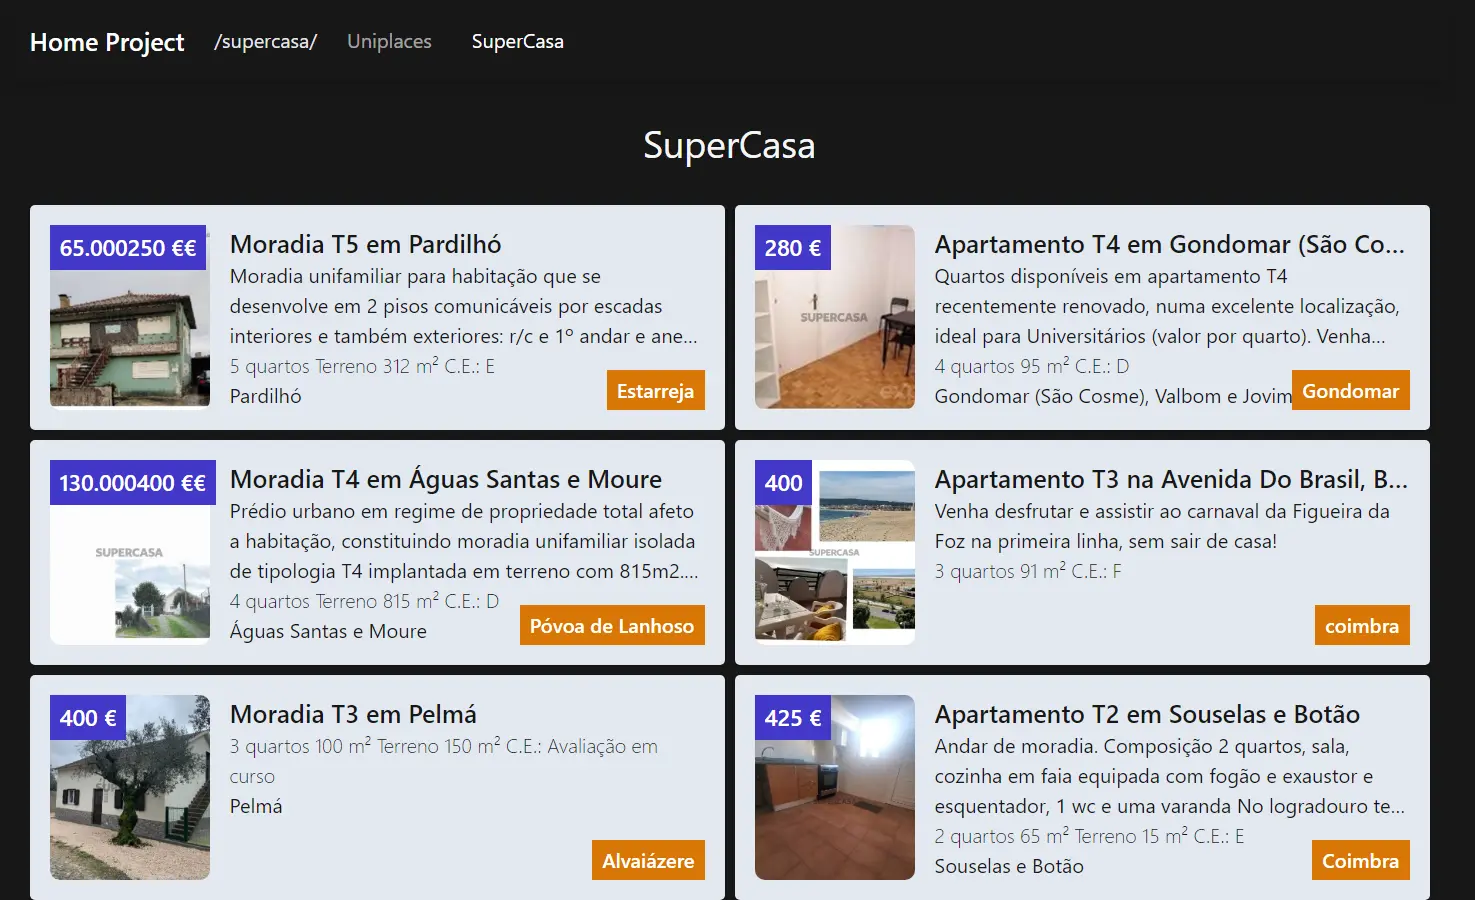 Home Project /supercasa/ Uniplaces SuperCasa
SuperCasa
65.000250 €€
Moradia T5 em Pardilhó
Moradia unifamiliar para habitação que se
desenvolve em 2 pisos comunicáveis por escadas
interiores e também exteriores: r/c e 1º andar e ane...
5 quartos Terreno 312 m² C.E.: E
Pardilhó
Estarreja
280 €
SUPERCASA
Apartamento T4 em Gondomar (São Co...
Quartos disponíveis em apartamento T4
recentemente renovado, numa excelente localização,
ideal para Universitários (valor por quarto). Venha...
4 quartos 95 m² C.E.: D
Gondomar (São Cosme), Valbom e Jovim
Gondomar
130.000400 €€
SUPERCASA
Moradia T4 em Águas Santas e Moure
Prédio urbano em regime de propriedade total afeto
a habitação, constituindo moradia unifamiliar isolada
de tipologia T4 implantada em terreno com 815m2....
4 quartos Terreno 815 m² C.E.: D
Águas Santas e Moure
Póvoa de Lanhoso
400
SUPERCASA
Apartamento T3 na Avenida Do Brasil, B...
Venha desfrutar e assistir ao carnaval da Figueira da
Foz na primeira linha, sem sair de casa!
3 quartos 91 m² C.E.: F
coimbra
400 €
Moradia T3 em Pelmá
3 quartos 100 m² Terreno 150 m² C.E.: Avaliação em
curso
Pelmá
Alvaiázere
425 €
Apartamento T2 em Souselas e Botão
Andar de moradia. Composição 2 quartos, sala,
cozinha em faia equipada com fogão e exaustor e
esquentador, 1 wc e uma varanda No logradouro te...
2 quartos 65 m² Terreno 15 m² C.E.: E
Souselas e Botão
Coimbra